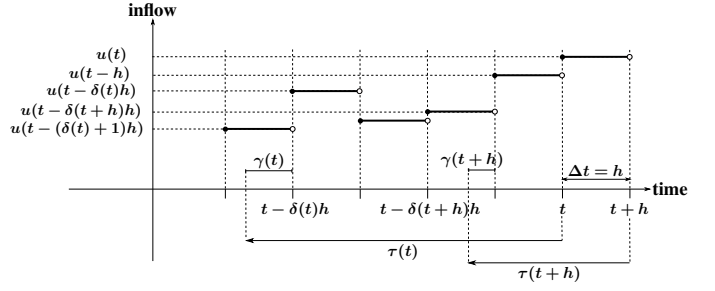 inflow
u(t)
u(t − h)
u(t − δ(t)h)
u(t − δ(t + h)h)
u(t − (δ(t) + 1)h)
γ(t)
γ(t + h)
Δt = h
time
t − δ(t)h
t − δ(t + h)h
t
t + h
τ(t)
τ(t + h)